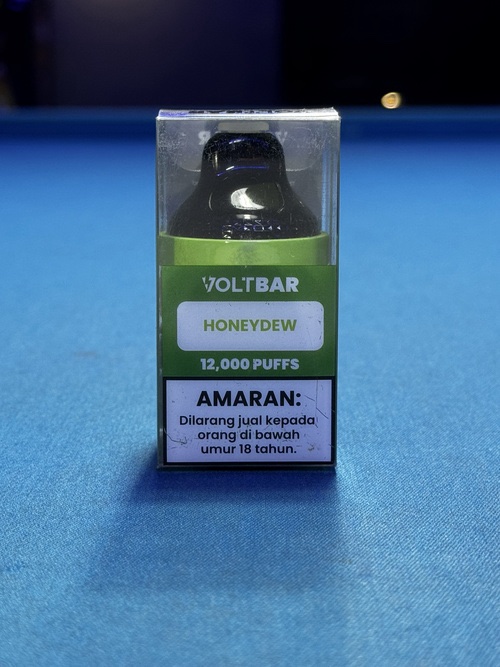 VOLTBAR
HONEYDEW
12,000 PUFFS
AMARAN:
Dilarang jual kepada
orang di bawah
umur 18 tahun.